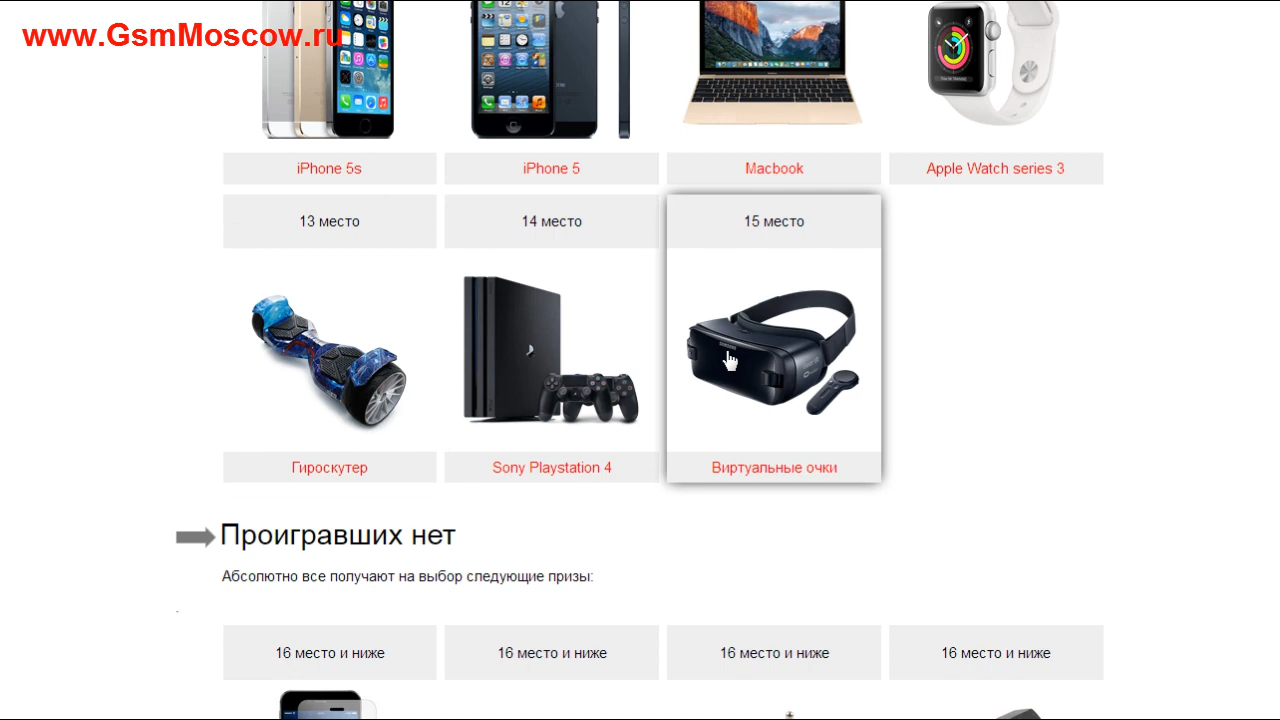 www.GsmMoscow.ru
iPhone 5s
iPhone 5
Macbook
Apple Watch series 3
13 место
14 место
15 место
SAMSUNG
Гироскутер
Sony Playstation 4
Виртуальные очки
Проигравших нет
Абсолютно все получают на выбор следующие призы:
16 место и ниже
16 место и ниже
16 место и ниже
16 место и ниже